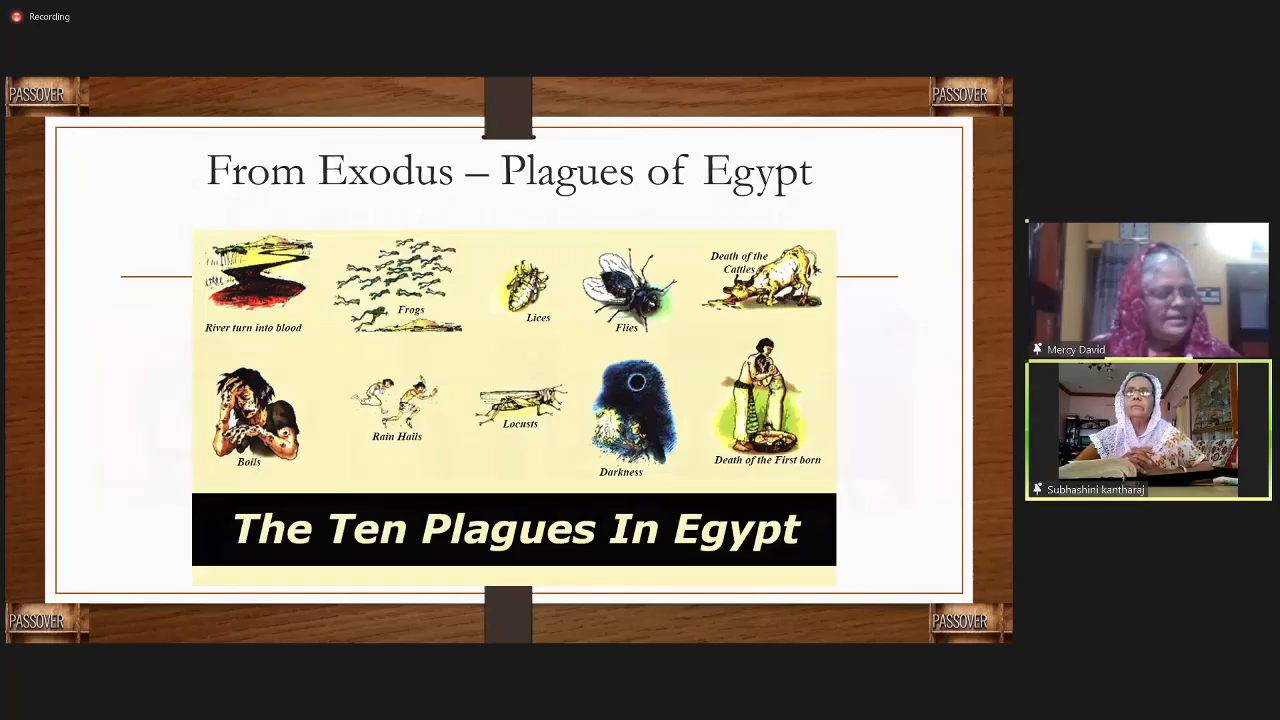 Recording
PASSOVER
PASSOVER
From Exodus – Plagues of Egypt
River turn into blood
Frogs
Lices
Flies
Death of the
Cattles
Boils
Rain Hails
Locusts
Darkness
Death of the First born
The Ten Plagues In Egypt
PASSOVER
PASSOVER
Mercy David
Subhashini kantharaj